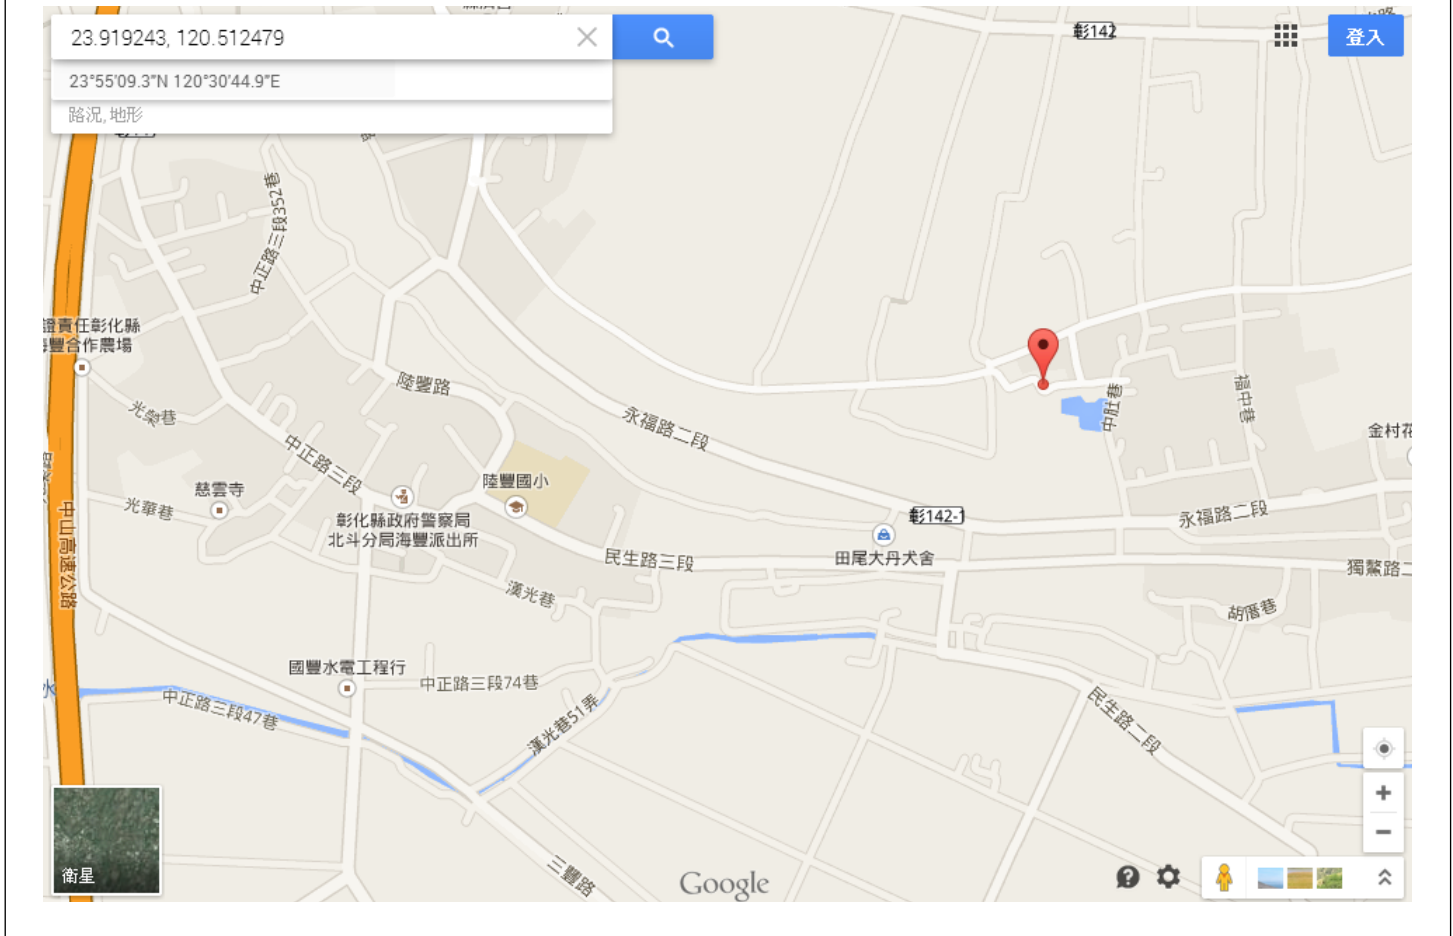 23.919243, 120.512479
23°55'09.3"N 120°30'44.9"E
路況, 地形
彰142
登入
中正路三段352巷
證責任彰化縣
豐合作農場
陸豐路
永福路二段
光榮巷
中正路三段
中肚巷
福中巷
金村花
慈雲寺
陸豐國小
光華巷
彰化縣政府警察局
北斗分局海豐派出所
彰142-1
永福路二段
中山高速公路
民生路三段
田尾大丹犬舍
獨鰲路二
漢光巷
胡厝巷
國豐水電工程行
中正路三段74巷
水
中正路三段47巷
漢光巷51弄
民生路二段
三豐路
衛星
Google